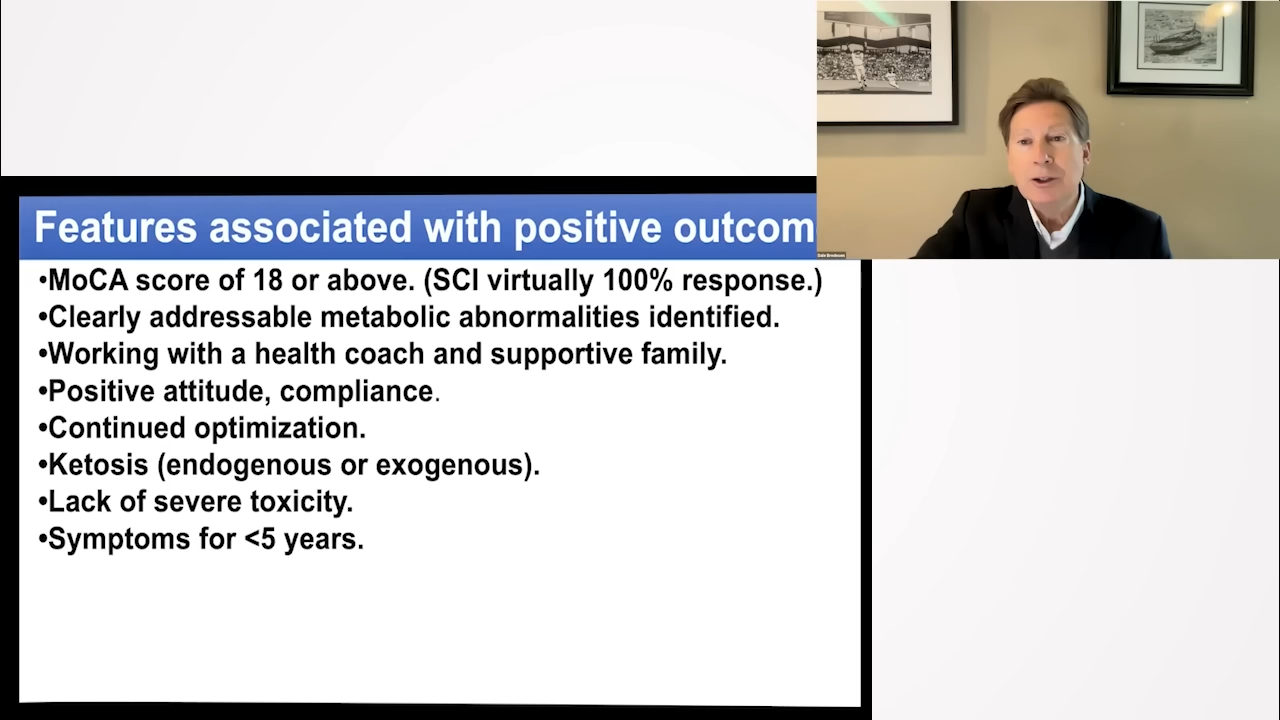 Features associated with positive outcom
•MoCA score of 18 or above. (SCI virtually 100% response.)
•Clearly addressable metabolic abnormalities identified.
•Working with a health coach and supportive family.
•Positive attitude, compliance.
•Continued optimization.
•Ketosis (endogenous or exogenous).
•Lack of severe toxicity.
•Symptoms for <5 years.
Dale Bredesen